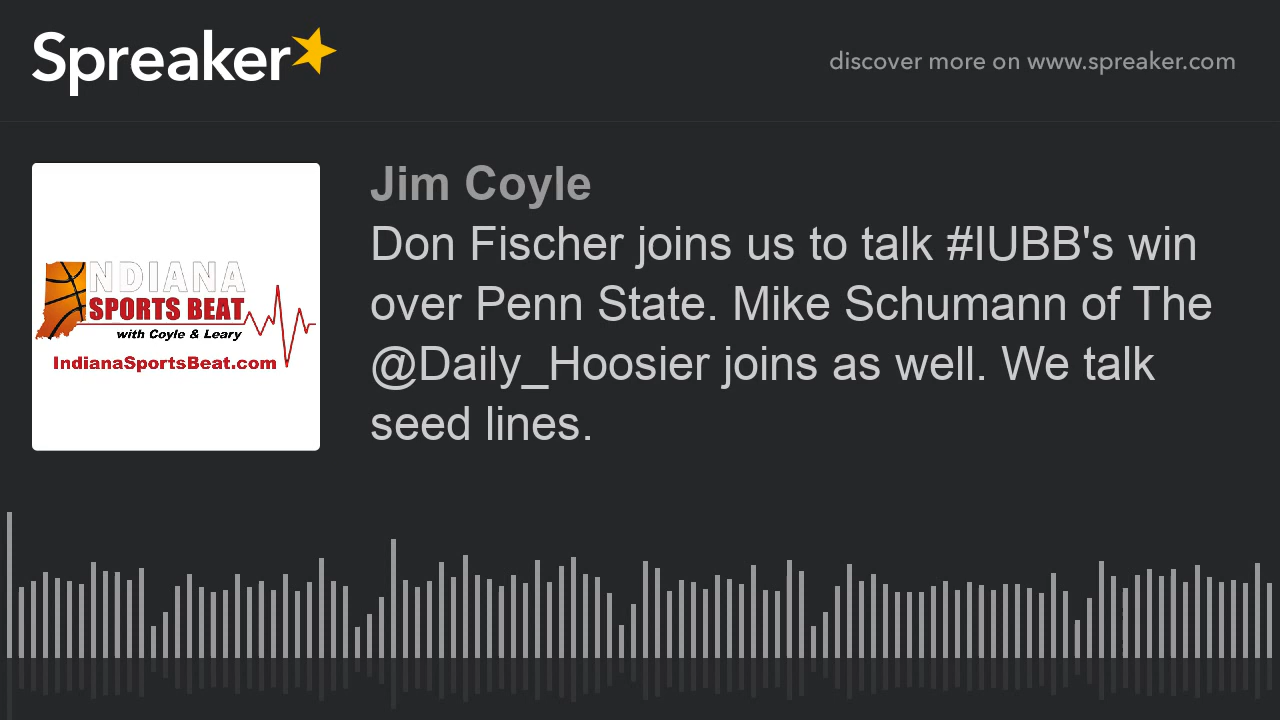 Spreaker
discover more on www.spreaker.com
INDIANA
SPORTS BEAT
with Coyle & Leary
IndianaSportsBeat.com
Jim Coyle
Don Fischer joins us to talk #IUBB's win
over Penn State. Mike Schumann of The
@Daily_Hoosier joins as well. We talk
seed lines.